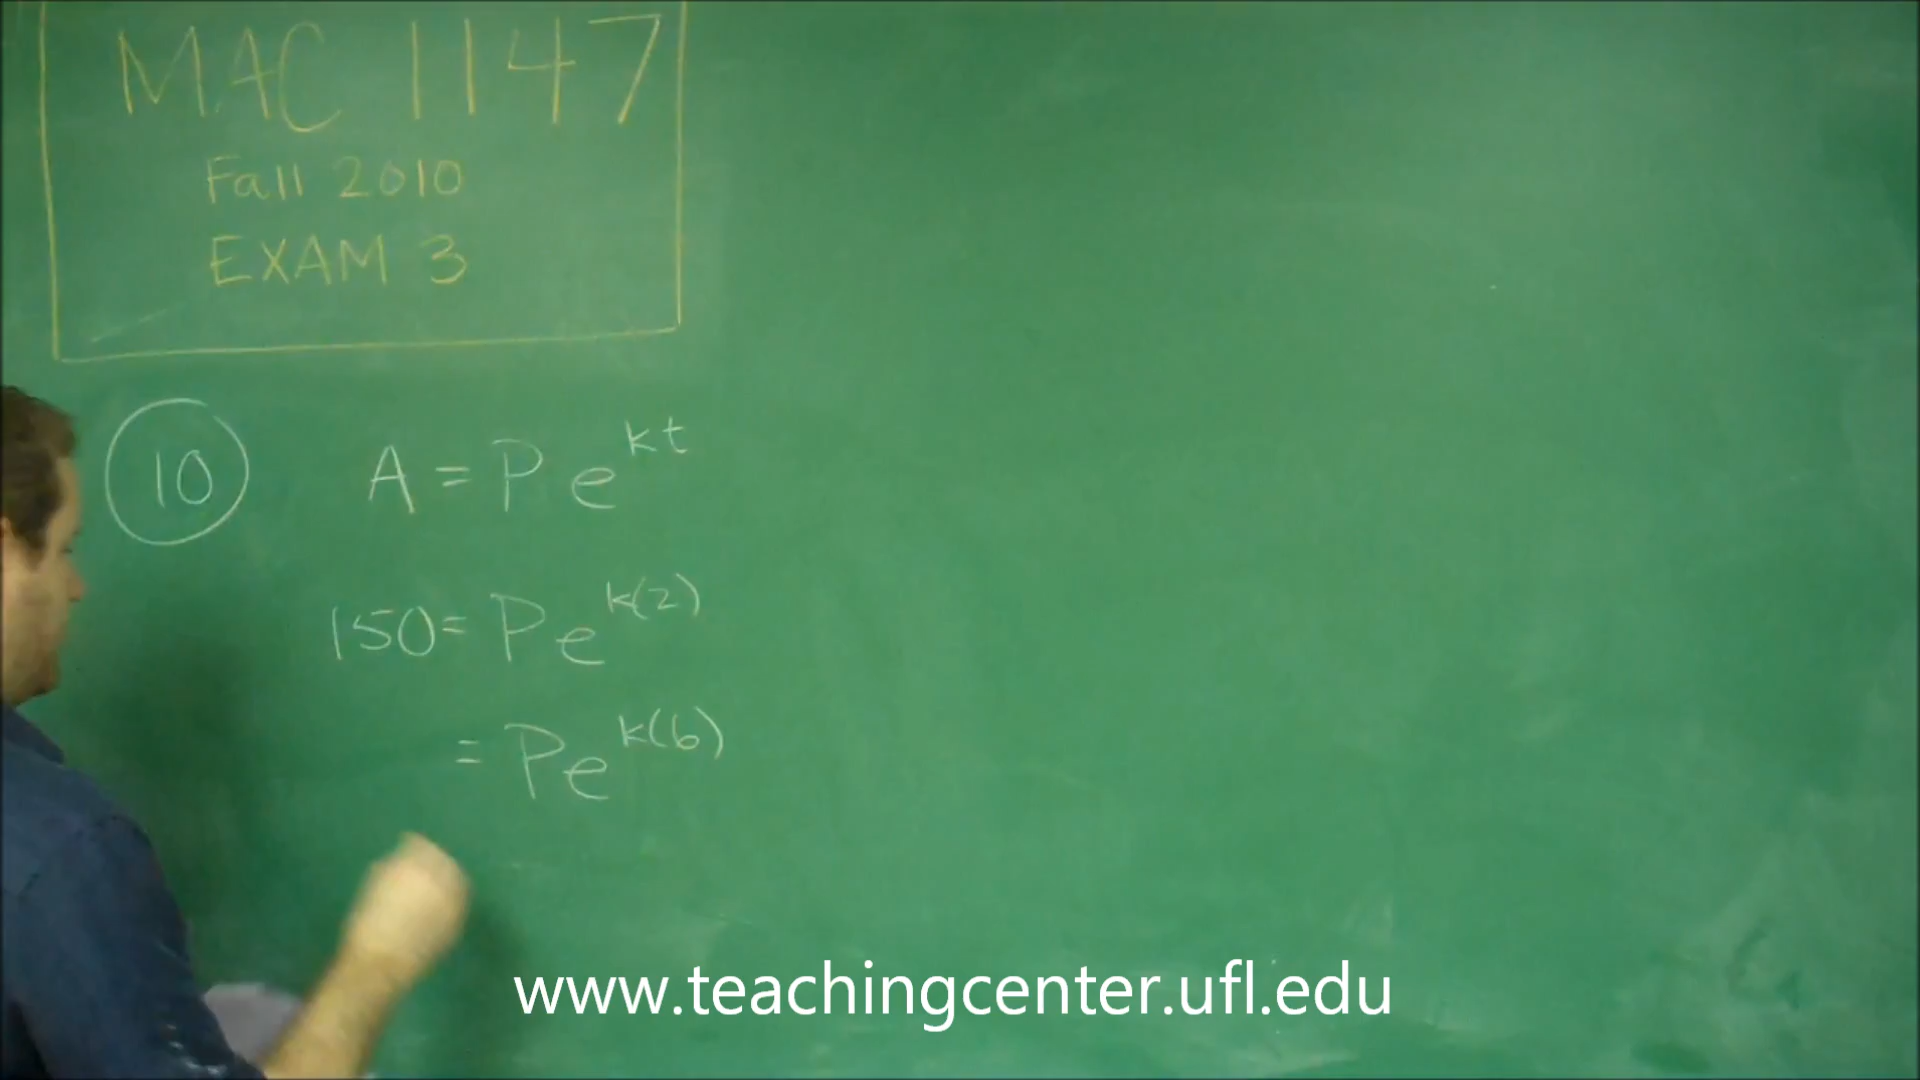 MAC 1147
Fall 2010
EXAM 3
10 A = Pe^{kt}
150 = Pe^{k(2)}
= Pe^{k(6)}
www.teachingcenter.ufl.edu